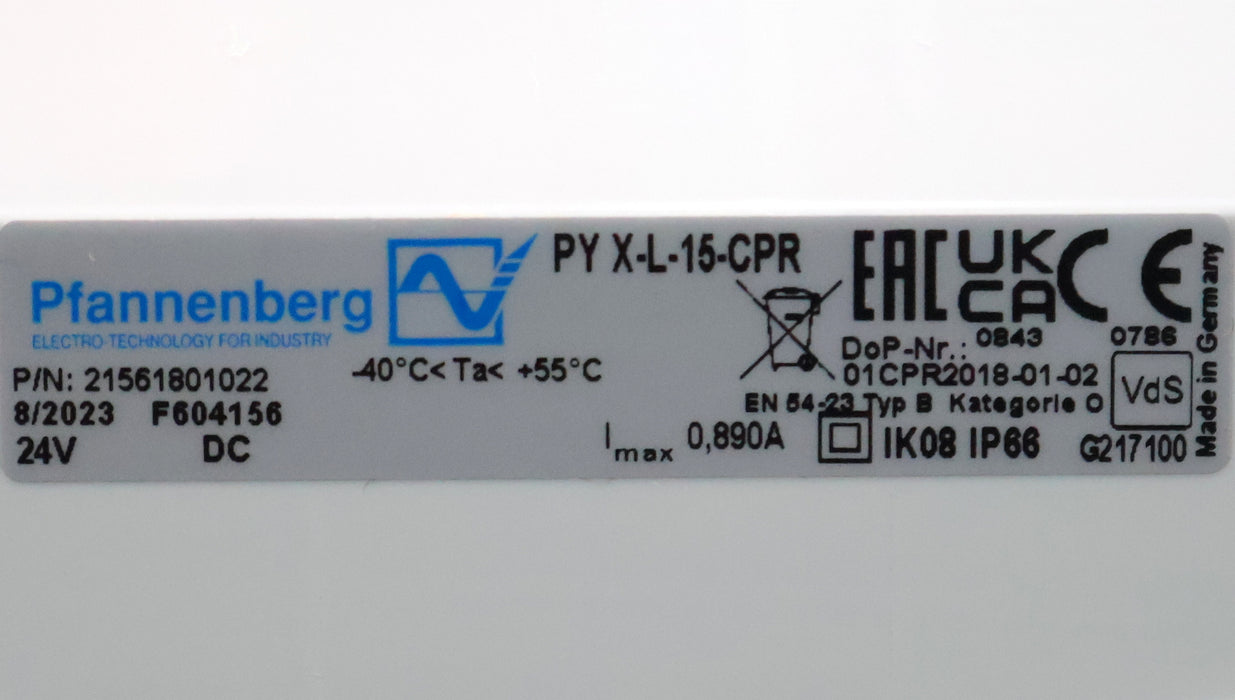 Pfannenberg
ELECTRO-TECHNOLOGY FOR INDUSTRY
PY X-L-15-CPR
EAC UKCA CE
0843 0786
P/N: 21561801022
-40°C< Ta< +55°C
DoP-Nr.:
01CPR2018-01-02
VdS
8/2023 F604156
EN 54-23 Typ B Kategorie O
24V DC
Imax 0,890A
IK08 IP66
G217100
Made in Germany